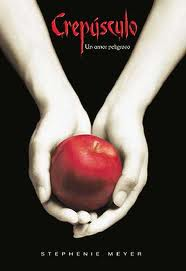 Crepúsculo
Un amor peligroso
STEPHENIE MEYER